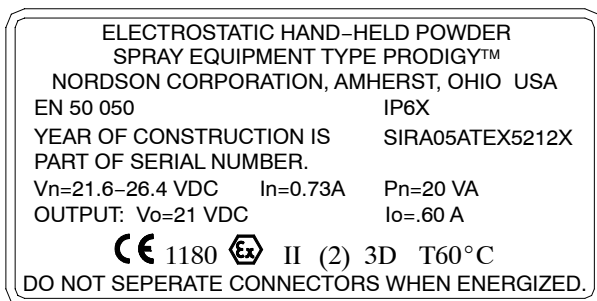 ELECTROSTATIC HAND–HELD POWDER
SPRAY EQUIPMENT TYPE PRODIGY™
NORDSON CORPORATION, AMHERST, OHIO USA
EN 50 050 IP6X
YEAR OF CONSTRUCTION IS SIRA05ATEX5212X
PART OF SERIAL NUMBER.
Vn=21.6–26.4 VDC In=0.73A Pn=20 VA
OUTPUT: Vo=21 VDC Io=.60 A
CE 1180 Ex II (2) 3D T60°C
DO NOT SEPERATE CONNECTORS WHEN ENERGIZED.